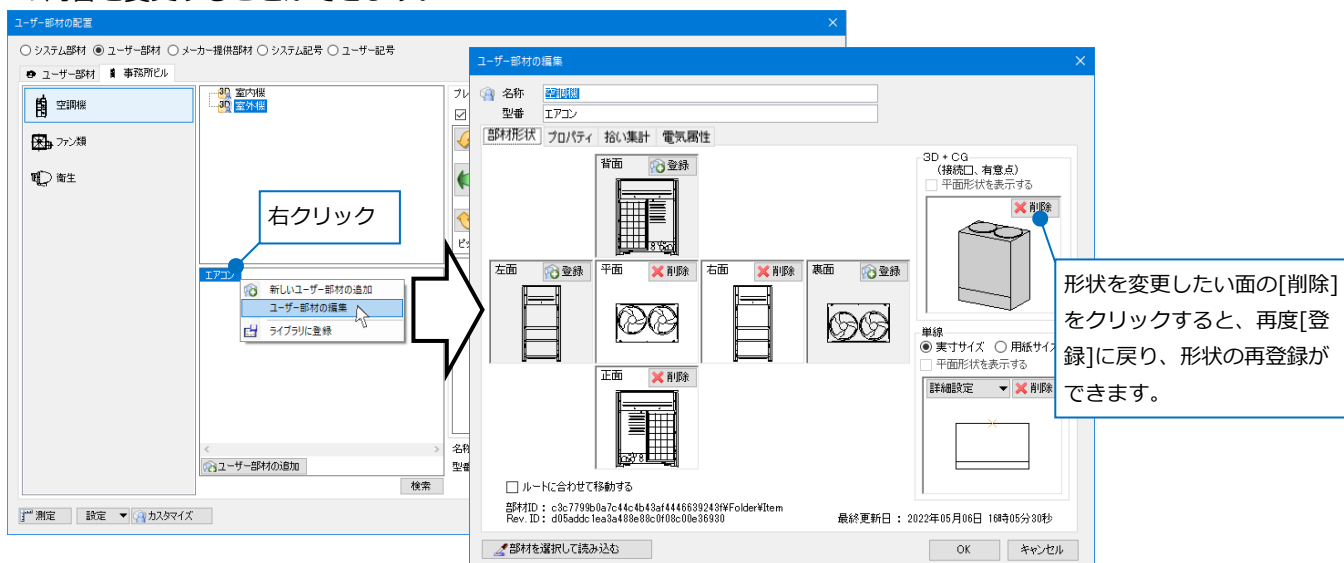 ユーザー部材の配置
システム部材 ユーザー部材 メーカー提供部材 システム記号 ユーザー記号
ユーザー部材 事務所ビル
空調機
ファン類
衛生
室内機
室外機
右クリック
エアコン
新しいユーザー部材の追加
ユーザー部材の編集
ライブラリに登録
ユーザー部材の追加
検索
測定 設定 カスタマイズ
ユーザー部材の編集
名称 空調機
型番 エアコン
部材形状 プロパティ 拾い集計 電気属性
背面 登録
左面 登録 平面 削除 右面 削除 裏面 登録
正面 削除
3D + CG
(接続口、有意点)
平面形状を表示する
削除
単線
実寸サイズ 用紙サイ
平面形状を表示する
詳細設定 削除
ルートに合わせて移動する
部材ID : c3c7799b0a7c44c4b43af4446639243f¥Folder¥Item
Rev. ID : d05addc1ea3a488e88c0f08c00e36930
最終更新日 : 2022年05月06日 16時05分30秒
部材を選択して読み込む
OK キャンセル
形状を変更したい面の[削除]
をクリックすると、再度[登
録]に戻り、形状の再登録が
できます。